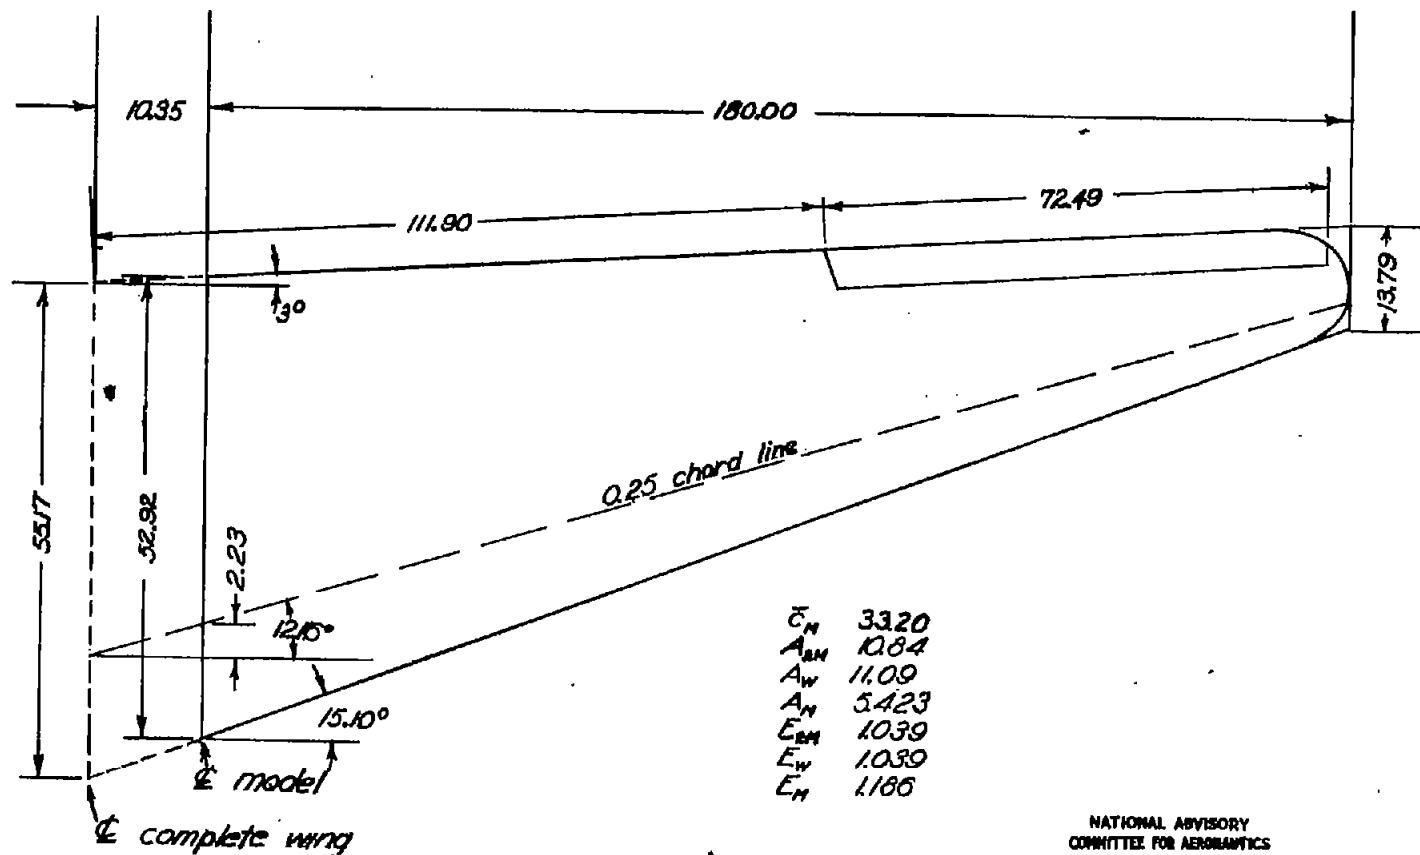 10.35
180.00
111.90
72.49
13.79
3°
55.17
52.92
2.23
0.25 chord line
12.15°
15.10°
℄ model
℄ complete wing
c̄M 33.20
A2M 10.84
AW 11.09
AM 5.423
E2M 1.039
EW 1.039
EM 1.186
NATIONAL ADVISORY
COMMITTEE FOR AERONAUTICS